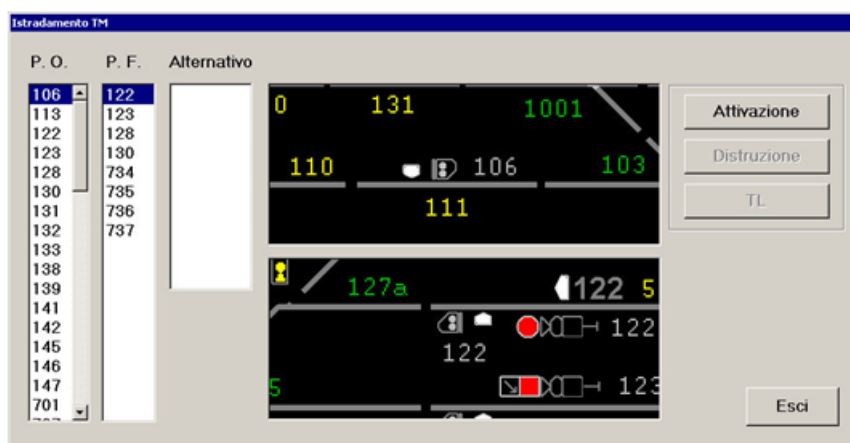 Istradamento TM
P. O.
P. F.
Alternativo
106
113
122
123
128
130
131
132
133
138
139
141
142
145
146
147
701
122
123
128
130
734
735
736
737
0 131 1001
110 106 103
111
127a 122 5
122
122
5 123
Attivazione
Distruzione
TL
Esci